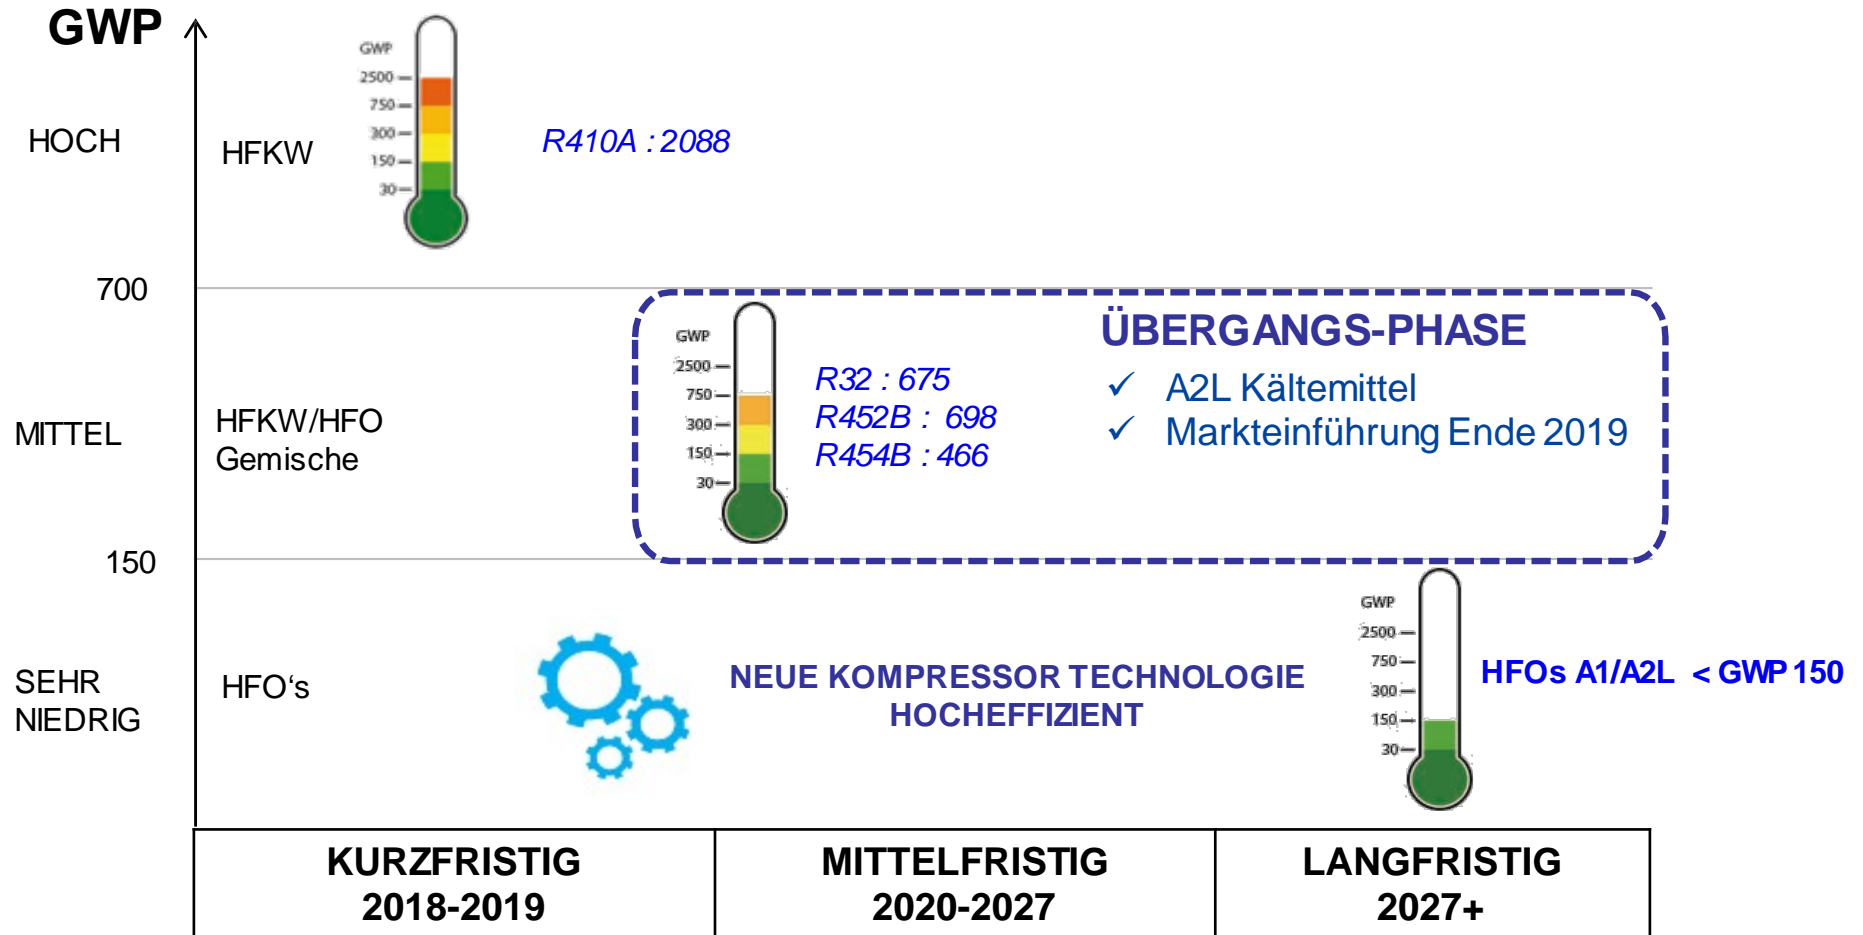 GWP
HOCH
HFKW
GWP
2500
750
300
150
30
R410A : 2088
700
MITTEL
HFKW/HFO
Gemische
GWP
2500
750
300
150
30
R32 : 675
R452B : 698
R454B : 466
ÜBERGANGS-PHASE
✓ A2L Kältemittel
✓ Markteinführung Ende 2019
150
SEHR
NIEDRIG
HFO‘s
NEUE KOMPRESSOR TECHNOLOGIE
HOCHEFFIZIENT
GWP
2500
750
300
150
30
HFOs A1/A2L < GWP 150
KURZFRISTIG
2018-2019
MITTELFRISTIG
2020-2027
LANGFRISTIG
2027+